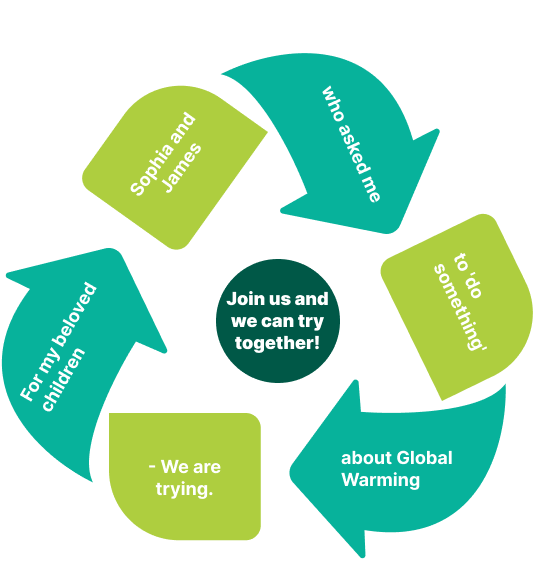 For my beloved
children
Sophia and
James
who asked me
to 'do
something'
about Global
Warming
- We are
trying.
Join us and
we can try
together!